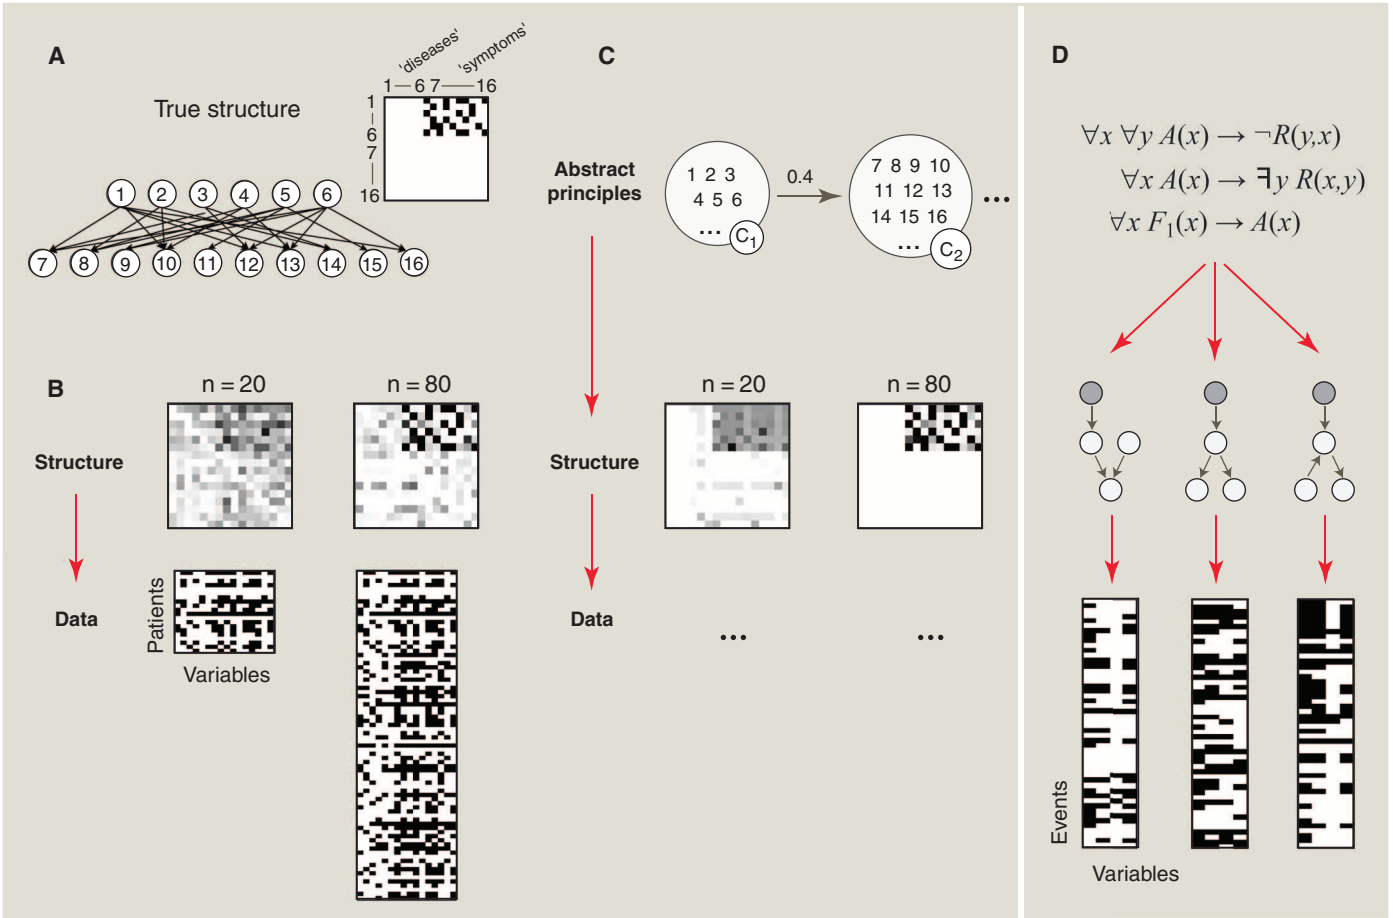 A
'diseases'
'symptoms'
1 6 7 16
True structure
1
6
7
16
1 2 3 4 5 6
7 8 9 10 11 12 13 14 15 16
B
n = 20
n = 80
Structure
Data
Patients
Variables
C
Abstract
principles
1 2 3
4 5 6
...
C1
0.4
7 8 9 10
11 12 13
14 15 16
...
C2
...
n = 20
n = 80
Structure
Data
...
...
D
∀x ∀y A(x) → ¬R(y,x)
∀x A(x) → ∃y R(x,y)
∀x F₁(x) → A(x)
Events
Variables